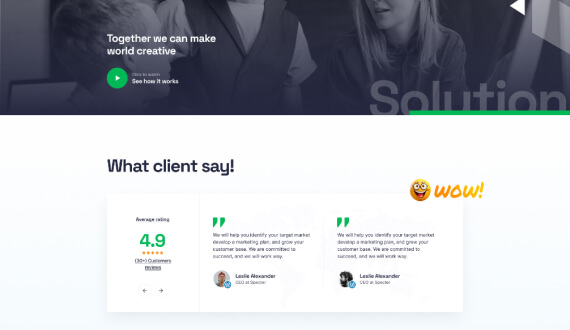 Together we can make
world creative
Click to watch
See how it works
Solution
What client say!
wow!
Average rating
4.9
(30+) Customers
reviews
We will help you identify your target market
develop a marketing plan, and grow your
customer base. We are committed to
succeed, and we will work way.
Leslie Alexander
CEO at Specter
We will help you identify your target market
develop a marketing plan, and grow your
customer base. We are committed to
succeed, and we will work way.
Leslie Alexander
CEO at Specter